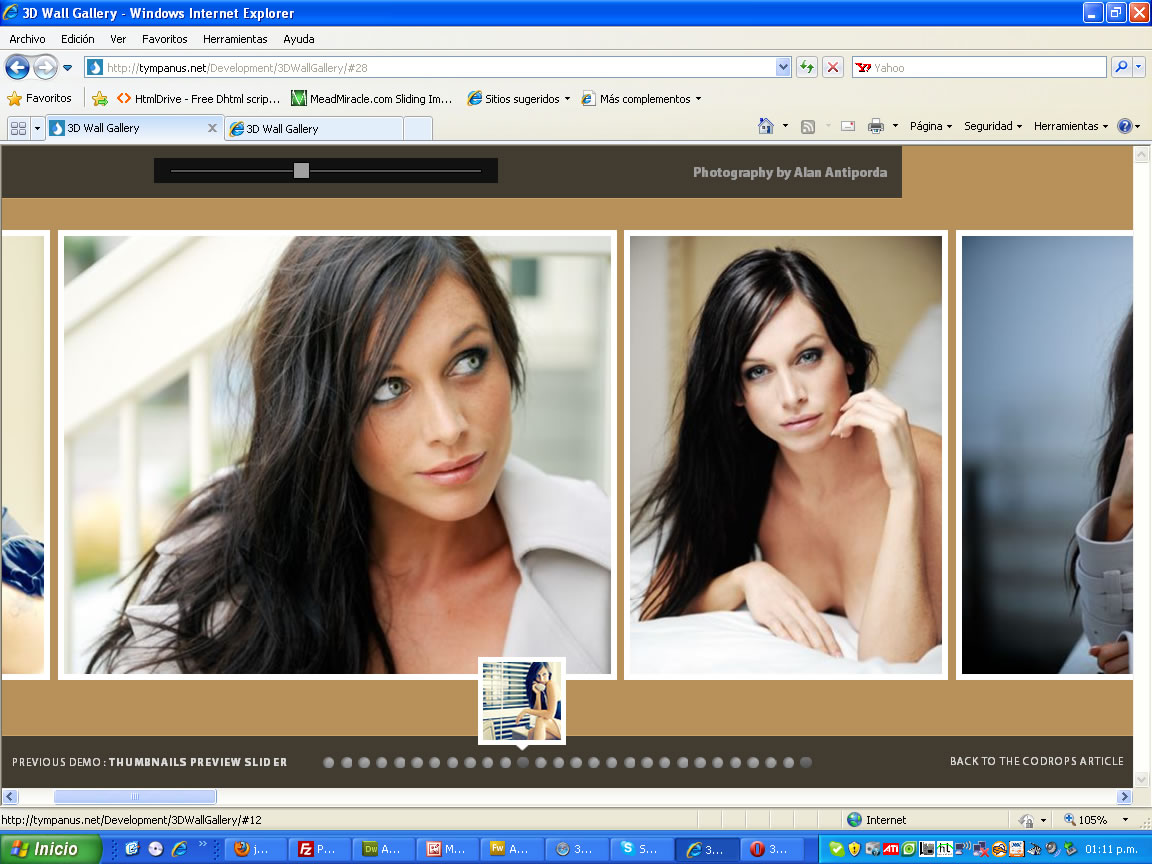 3D Wall Gallery - Windows Internet Explorer
Archivo Edición Ver Favoritos Herramientas Ayuda
http://tympanus.net/Development/3DWallGallery/#28 Yahoo
Favoritos HtmlDrive - Free Dhtml scrip... MeadMiracle.com Sliding Im... Sitios sugeridos Más complementos
3D Wall Gallery 3D Wall Gallery Página Seguridad Herramientas
Photography by Alan Antiporda
PREVIOUS DEMO: THUMBNAILS PREVIEW SLIDER BACK TO THE CODROPS ARTICLE
http://tympanus.net/Development/3DWallGallery/#12 Internet 105%
Inicio j... P... A... M... A... 3... S... 3... 3... 01:11 p.m.